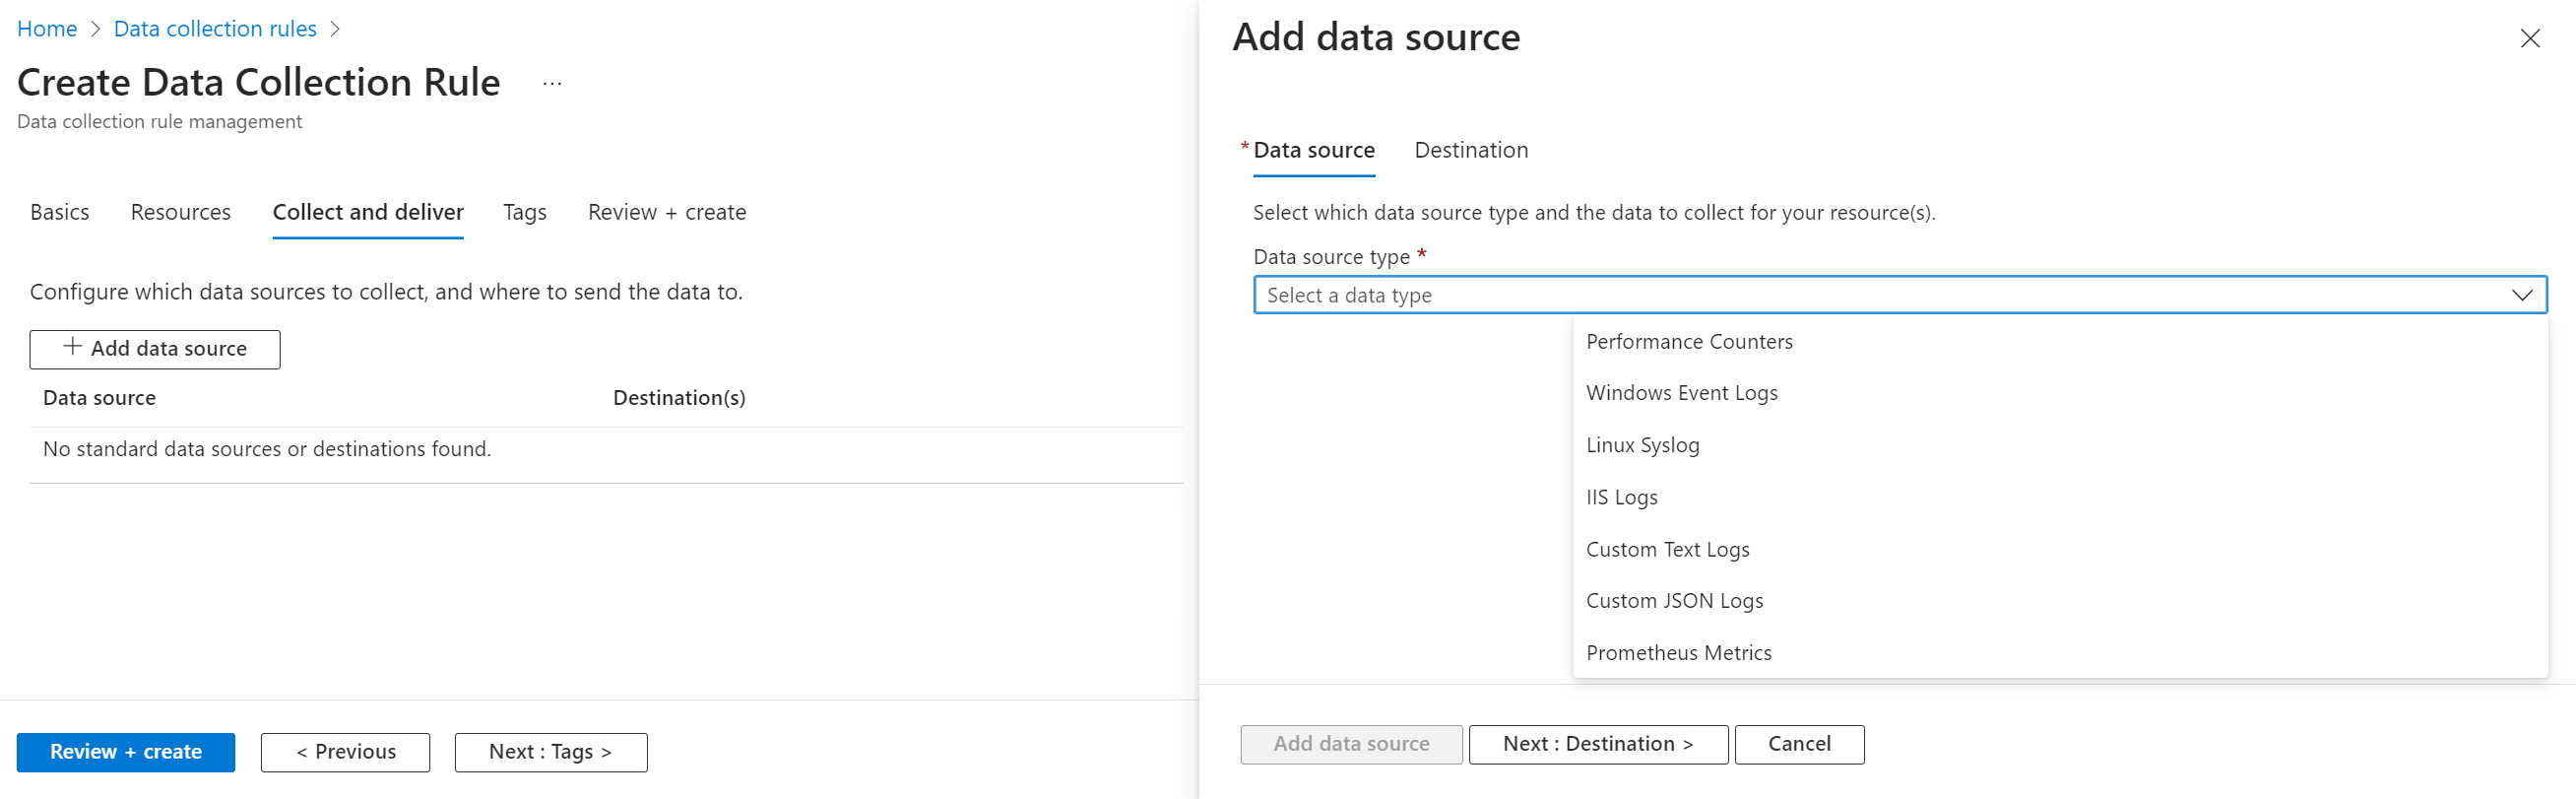 Home > Data collection rules >
Create Data Collection Rule ...
Data collection rule management
Basics Resources Collect and deliver Tags Review + create
Configure which data sources to collect, and where to send the data to.
+ Add data source
Data source Destination(s)
No standard data sources or destinations found.
Review + create < Previous Next : Tags >
Add data source
* Data source Destination
Select which data source type and the data to collect for your resource(s).
Data source type *
Select a data type
Performance Counters
Windows Event Logs
Linux Syslog
IIS Logs
Custom Text Logs
Custom JSON Logs
Prometheus Metrics
Add data source Next : Destination > Cancel